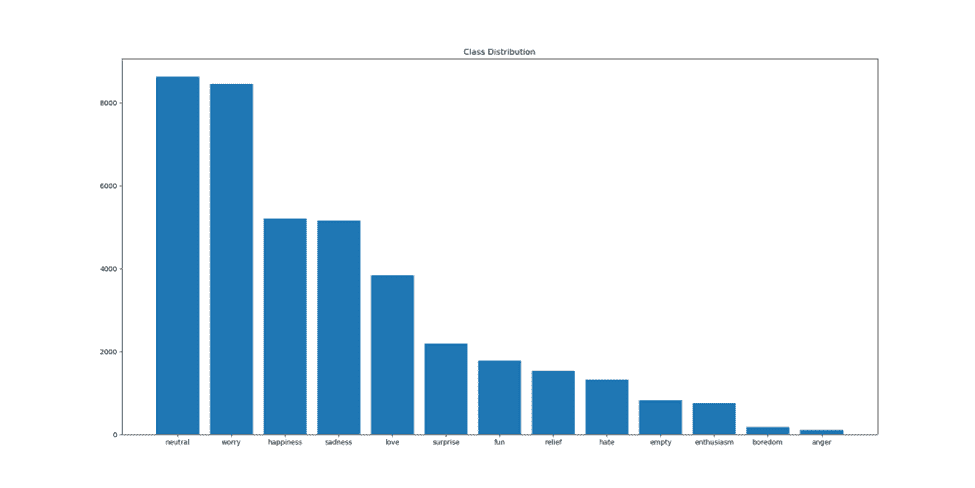 Class Distribution
8000
6000
4000
2000
0
neutral worry happiness sadness love surprise fun relief hate empty enthusiasm boredom anger